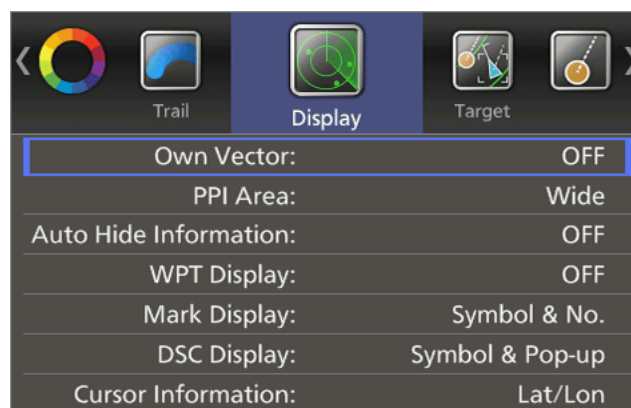 Trail
Display
Target
Own Vector: OFF
PPI Area: Wide
Auto Hide Information: OFF
WPT Display: OFF
Mark Display: Symbol & No.
DSC Display: Symbol & Pop-up
Cursor Information: Lat/Lon